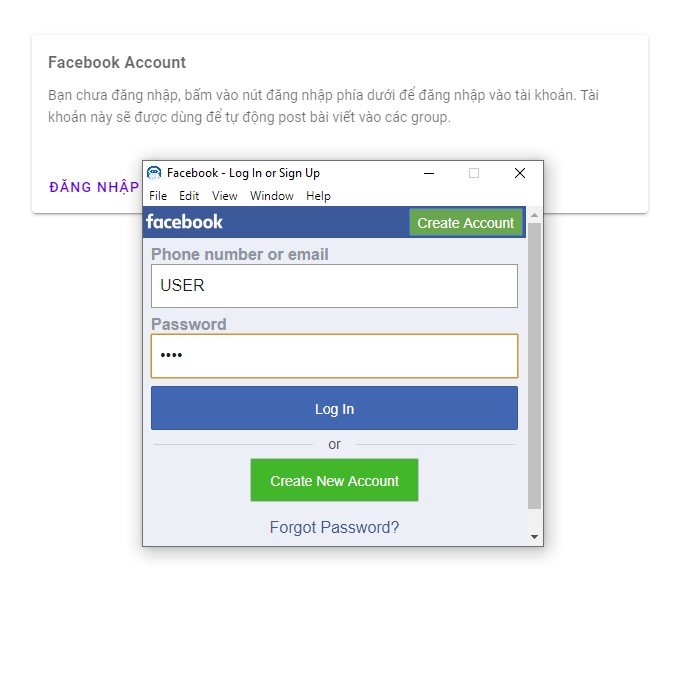 Facebook Account
Bạn chưa đăng nhập, bấm vào nút đăng nhập phía dưới để đăng nhập vào tài khoản. Tài
khoản này sẽ được dùng để tự động post bài viết vào các group.
ĐĂNG NHẬP
Facebook - Log In or Sign Up
File Edit View Window Help
facebook Create Account
Phone number or email
USER
Password
••••
Log In
or
Create New Account
Forgot Password?